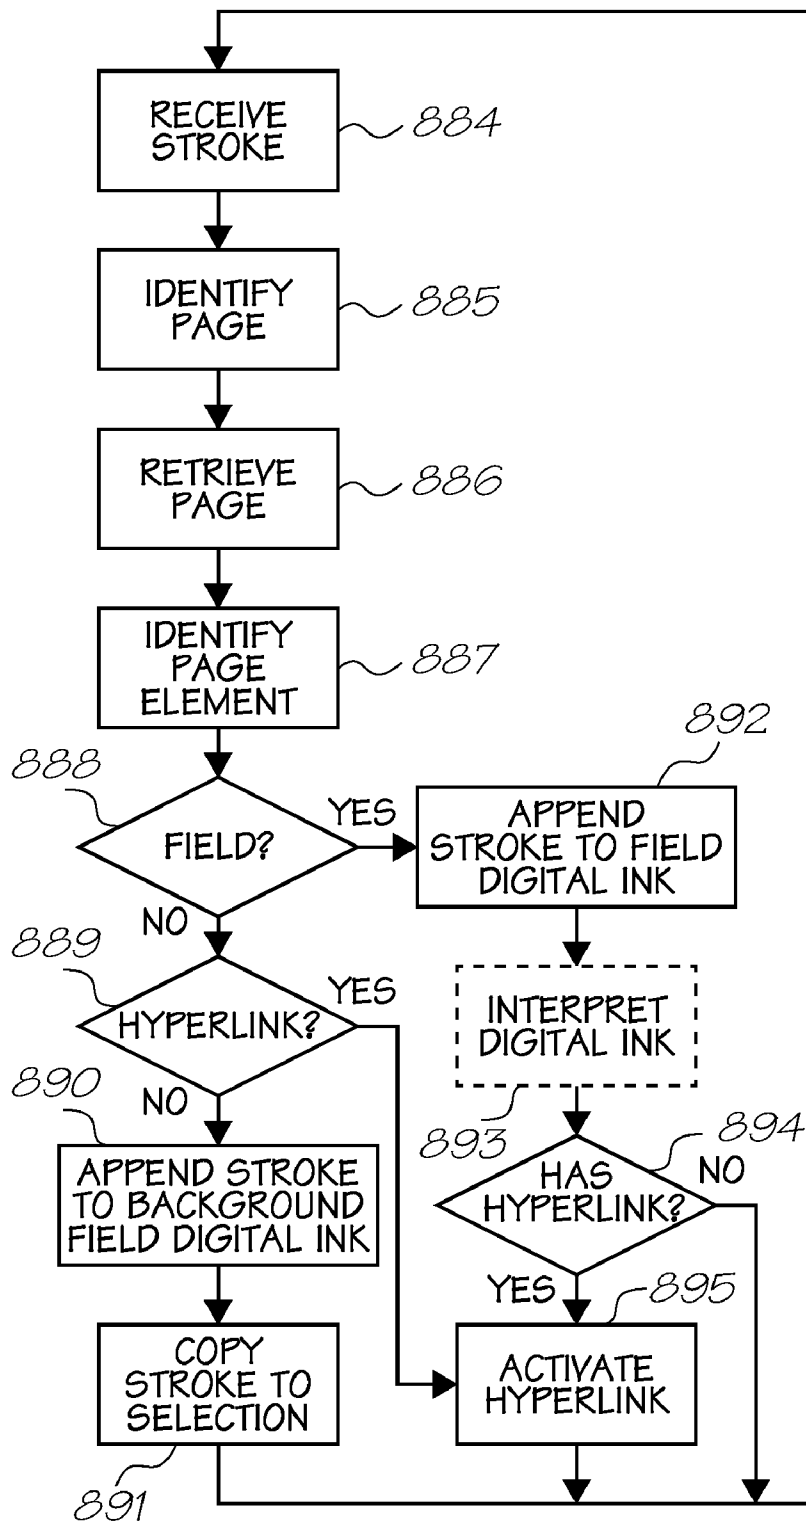 RECEIVE
STROKE
884
IDENTIFY
PAGE
885
RETRIEVE
PAGE
886
IDENTIFY
PAGE
ELEMENT
887
888
FIELD?
YES
NO
892
APPEND
STROKE TO FIELD
DIGITAL INK
889
HYPERLINK?
YES
NO
INTERPRET
DIGITAL INK
893
890
APPEND STROKE
TO BACKGROUND
FIELD DIGITAL INK
894
HAS
HYPERLINK?
NO
YES
895
COPY
STROKE TO
SELECTION
891
ACTIVATE
HYPERLINK